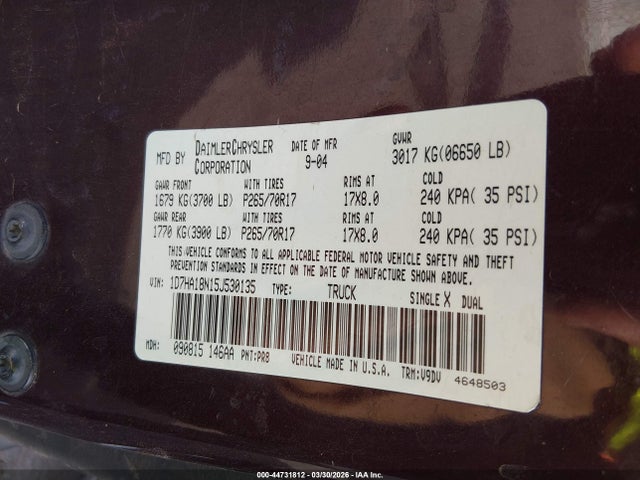 MFD BY DAIMLERCHRYSLER CORPORATION DATE OF MFR 9-04 GVWR 3017 KG(06650 LB)
GAWR FRONT WITH TIRES RIMS AT COLD
1679 KG(3700 LB) P265/70R17 17X8.0 240 KPA( 35 PSI)
GAWR REAR WITH TIRES RIMS AT COLD
1770 KG(3900 LB) P265/70R17 17X8.0 240 KPA( 35 PSI)
THIS VEHICLE CONFORMS TO ALL APPLICABLE FEDERAL MOTOR VEHICLE SAFETY AND THEFT
PREVENTION STANDARDS IN EFFECT ON THE DATE OF MANUFACTURE SHOWN ABOVE.
VIN: 1D7HA18N15J530135 TYPE: TRUCK SINGLE X DUAL
MDH: 090815 146AA PNT:PR8 VEHICLE MADE IN U.S.A. TRM:V9DV 4648503
000-44731812 | 03/30/2026 - IAA Inc.